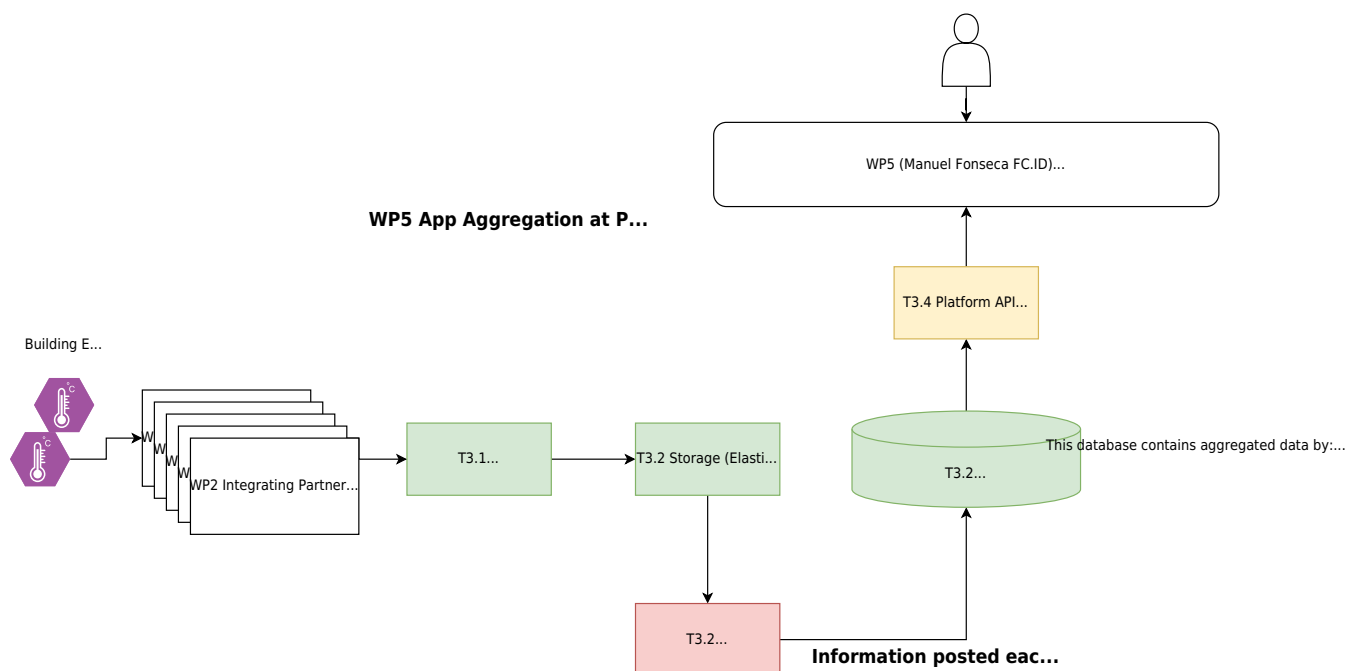 WP5 (Manuel Fonseca FC.ID)...
WP5 App Aggregation at P...
T3.4 Platform API...
Building E...
°C
°C
W
W
W
W
WP2 Integrating Partner...
T3.1...
T3.2 Storage (Elasti...
This database contains aggregated data by:...
T3.2...
T3.2...
Information posted eac...